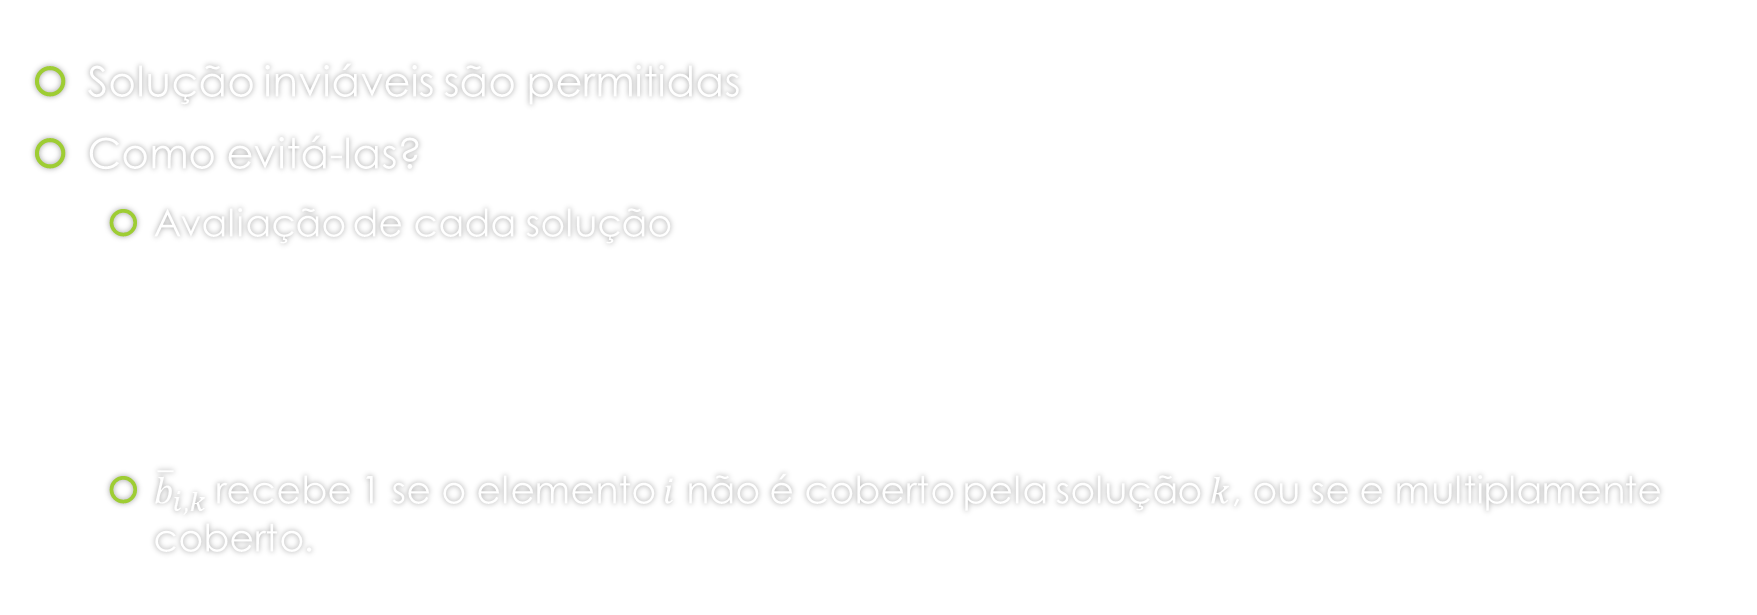 Solução inviáveis são permitidas
Como evitá-las?
Avaliação de cada solução
b̅i,k recebe 1 se o elemento i não é coberto pela solução k, ou se e multiplamente
coberto.